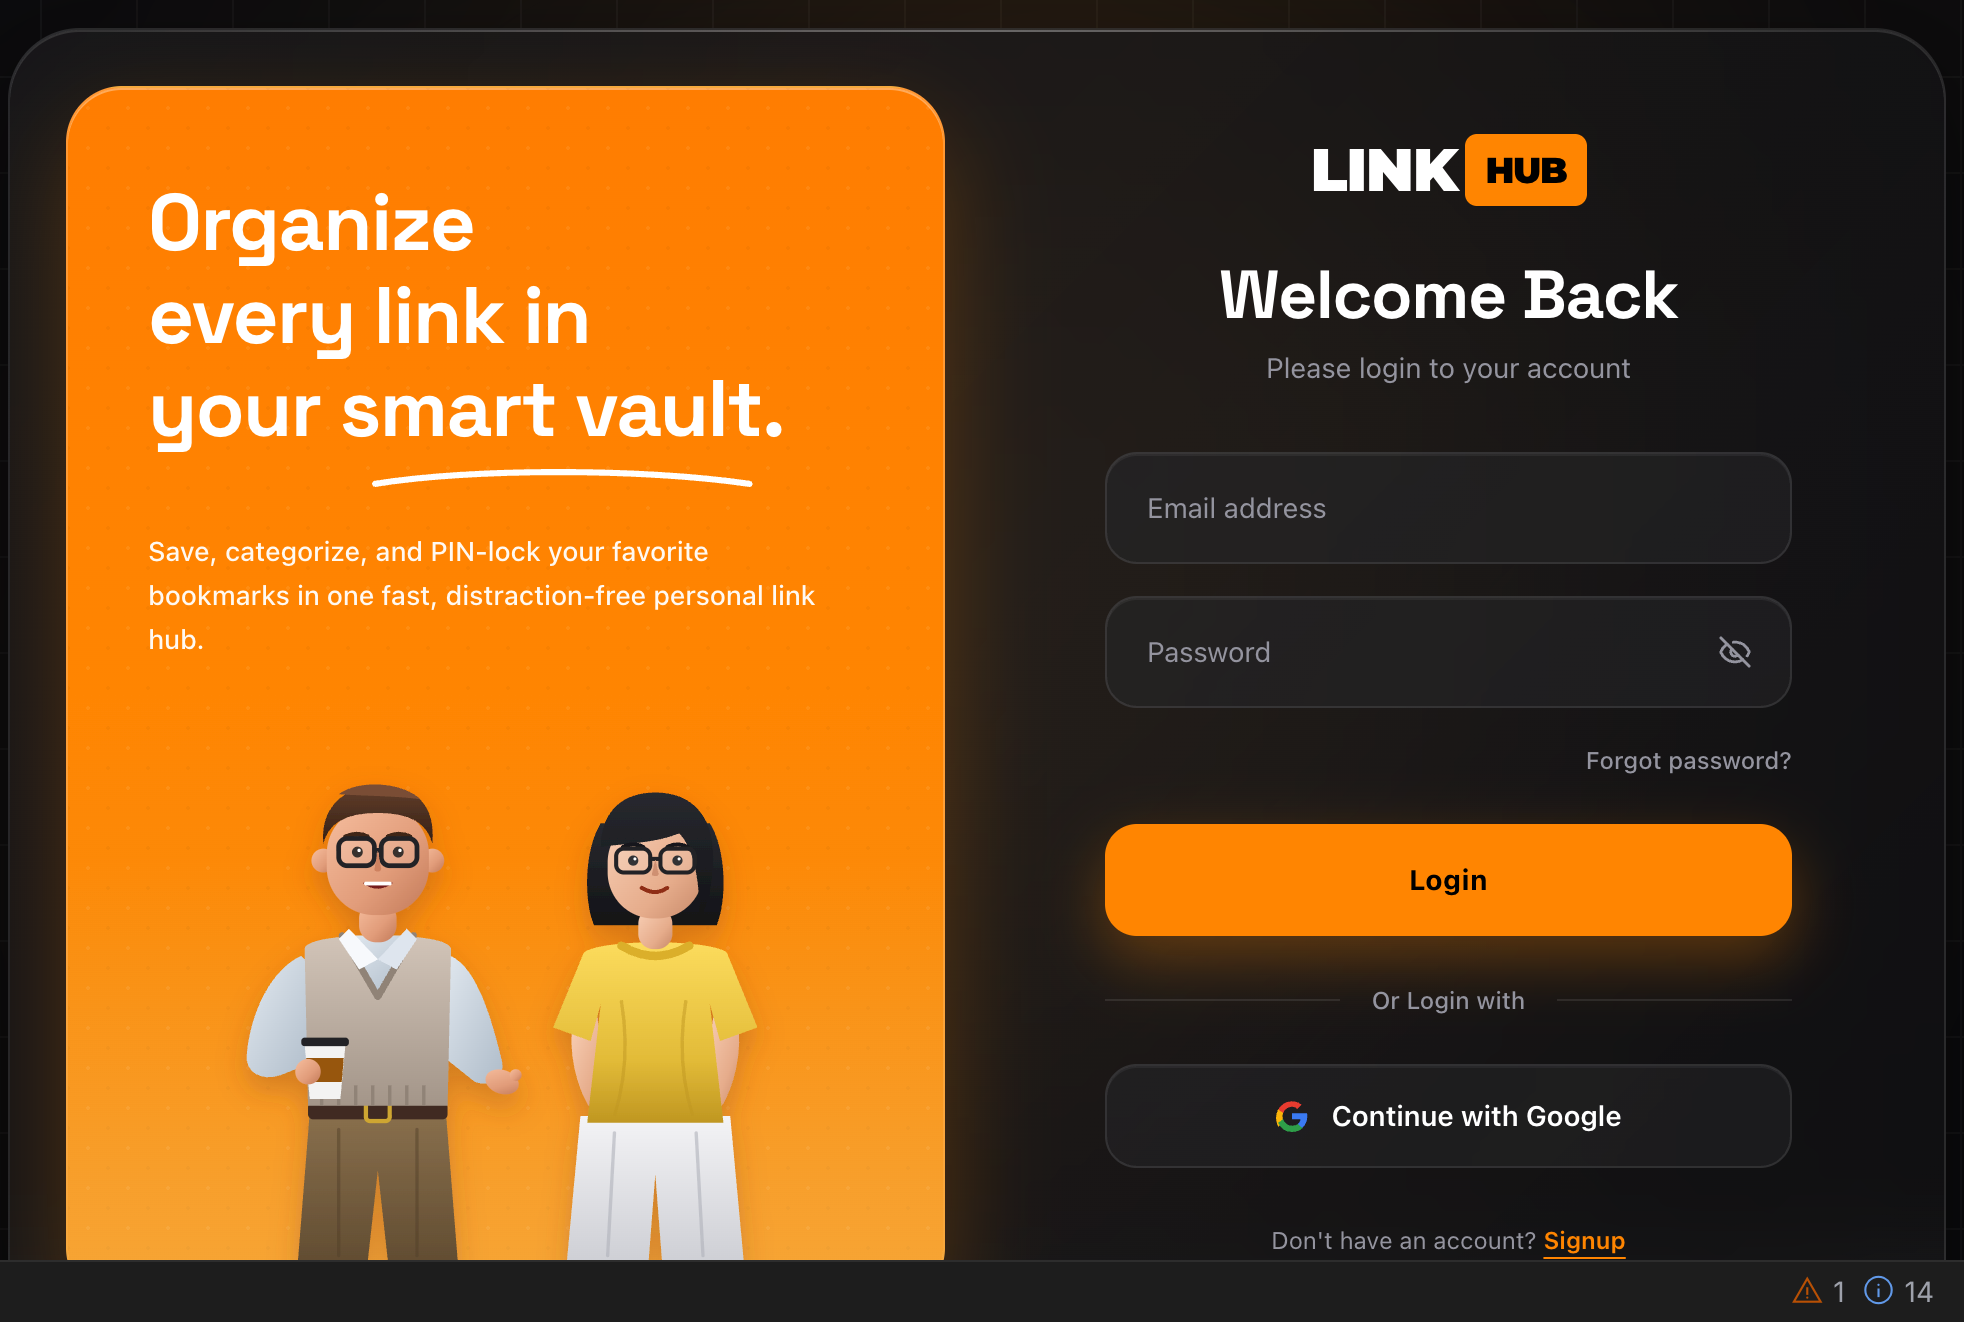 Organize
every link in
your smart vault.
Save, categorize, and PIN-lock your favorite
bookmarks in one fast, distraction-free personal link
hub.
LINK HUB
Welcome Back
Please login to your account
Email address
Password
Forgot password?
Login
Or Login with
Continue with Google
Don't have an account? Signup
1 14